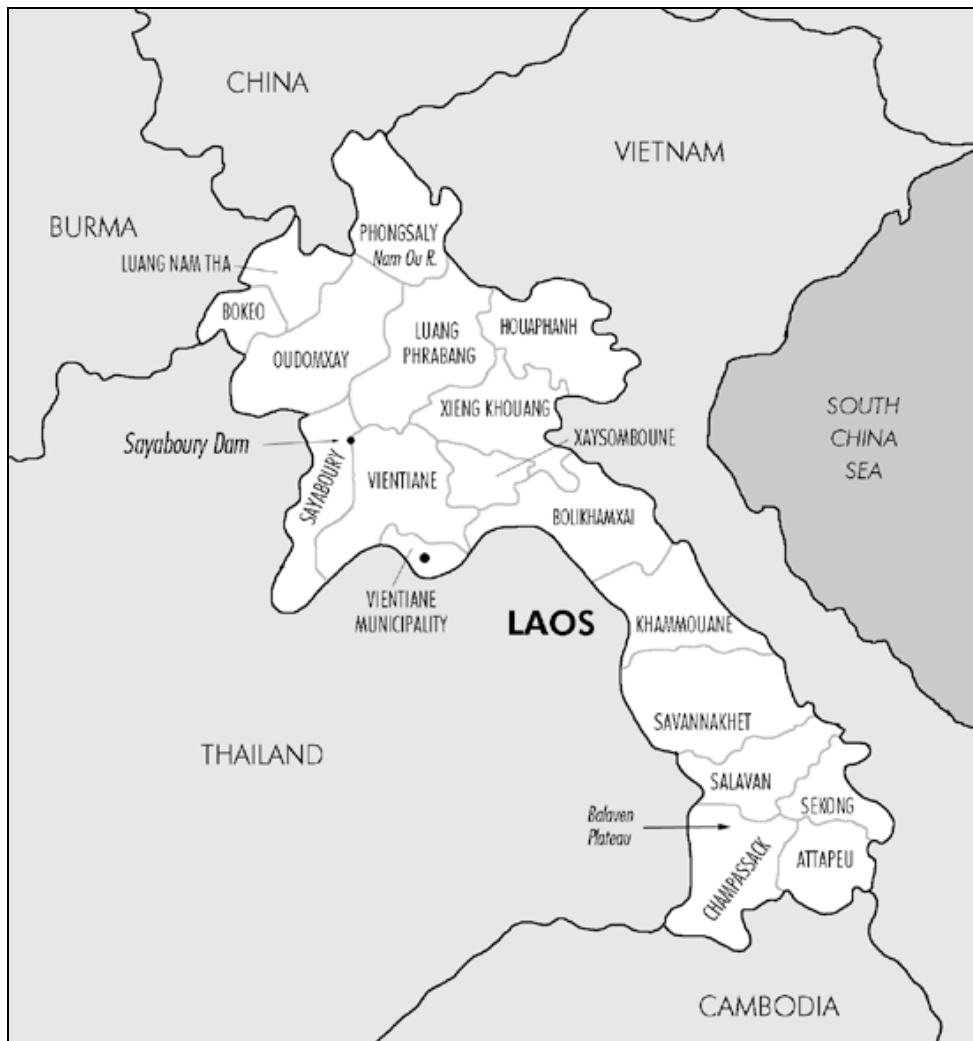 CHINA
VIETNAM
BURMA
PHONGSALY
Nam Ou R.
LUANG NAM THA
BOKEO
HOUAPHANH
LUANG
PHRABANG
OUDOMXAY
XIENG KHOUANG
SOUTH
CHINA
SEA
Sayaboury Dam
XAYSOMBOUNE
SAYABOURY
VIENTIANE
BOLIKHAMXAI
VIENTIANE
MUNICIPALITY
LAOS
KHAMMOUANE
SAVANNAKHET
THAILAND
SALAVAN
SEKONG
Balaven
Plateau
ATTAPEU
CHAMPASSACK
CAMBODIA